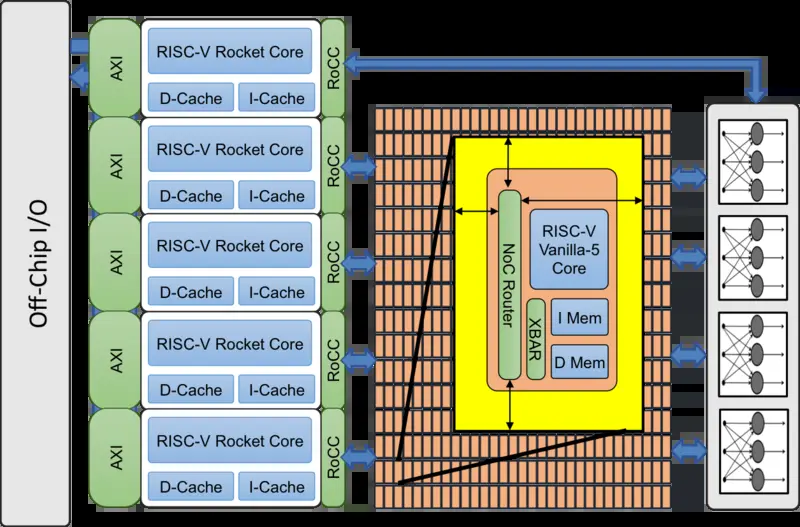 Off-Chip I/O
AXI
RISC-V Rocket Core
D-Cache
I-Cache
RoCC
AXI
RISC-V Rocket Core
D-Cache
I-Cache
RoCC
AXI
RISC-V Rocket Core
D-Cache
I-Cache
RoCC
AXI
RISC-V Rocket Core
D-Cache
I-Cache
RoCC
AXI
RISC-V Rocket Core
D-Cache
I-Cache
RoCC
NoC Router
RISC-V
Vanilla-5
Core
XBAR
I Mem
D Mem